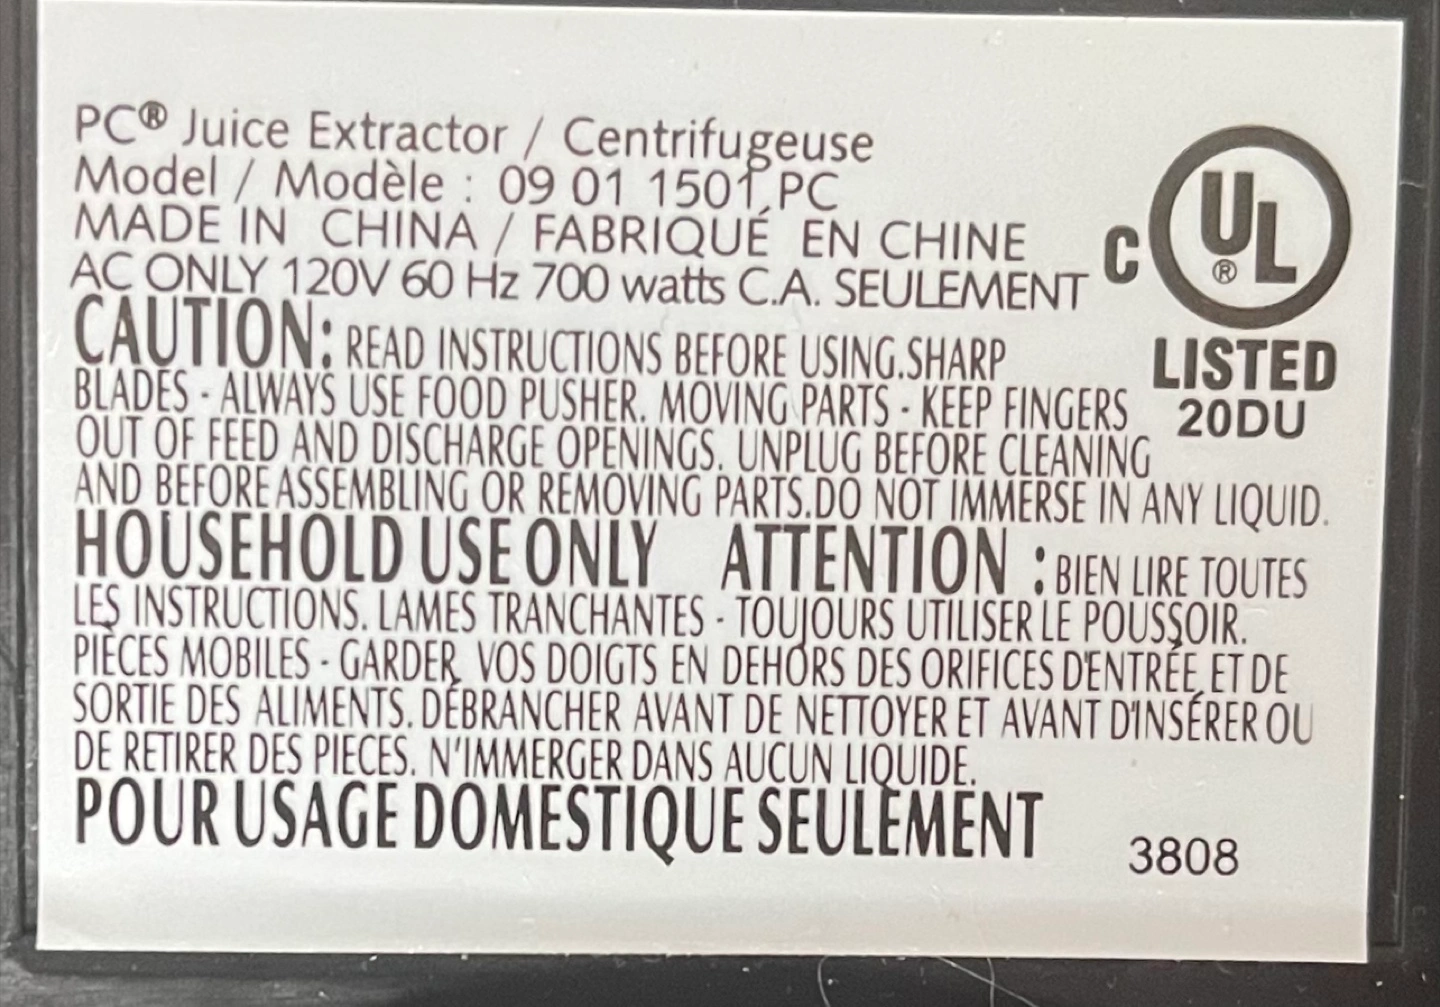 PC® Juice Extractor / Centrifugeuse
Model / Modèle : 09 01 1501 PC
MADE IN CHINA / FABRIQUÉ EN CHINE
AC ONLY 120V 60 Hz 700 watts C.A. SEULEMENT
C UL ®
LISTED
20DU
CAUTION: READ INSTRUCTIONS BEFORE USING.SHARP
BLADES - ALWAYS USE FOOD PUSHER. MOVING PARTS - KEEP FINGERS
OUT OF FEED AND DISCHARGE OPENINGS. UNPLUG BEFORE CLEANING
AND BEFORE ASSEMBLING OR REMOVING PARTS.DO NOT IMMERSE IN ANY LIQUID.
HOUSEHOLD USE ONLY ATTENTION : BIEN LIRE TOUTES
LES INSTRUCTIONS. LAMES TRANCHANTES - TOUJOURS UTILISER LE POUSSOIR.
PIÈCES MOBILES - GARDER VOS DOIGTS EN DEHORS DES ORIFICES D'ENTRÉE ET DE
SORTIE DES ALIMENTS. DÉBRANCHER AVANT DE NETTOYER ET AVANT D'INSÉRER OU
DE RETIRER DES PIECES. N'IMMERGER DANS AUCUN LIQUIDE.
POUR USAGE DOMESTIQUE SEULEMENT
3808